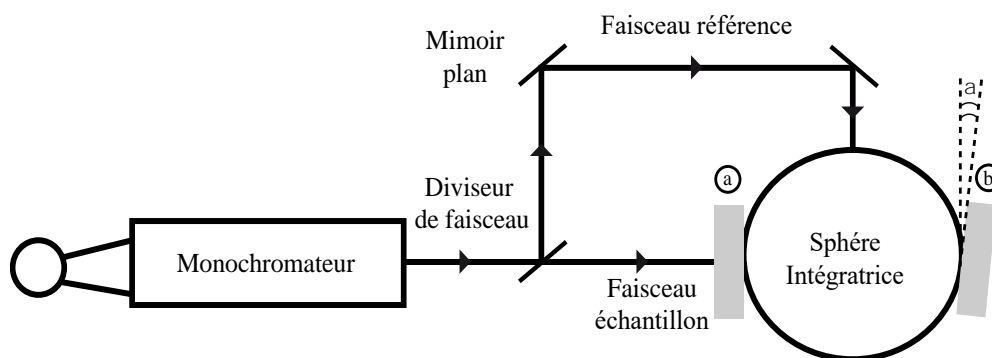 Faisceau référence
Mimoir
plan
a
a
b
Diviseur
de faisceau
Monochromateur
Sphére
Intégratrice
Faisceau
échantillon